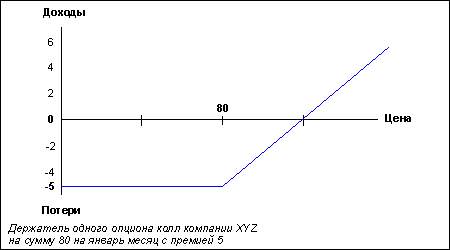 Доходы
6
4
2
0
80
Цена
-2
-4
-5
Потери
Держатель одного опциона колл компании XYZ
на сумму 80 на январь месяц с премией 5